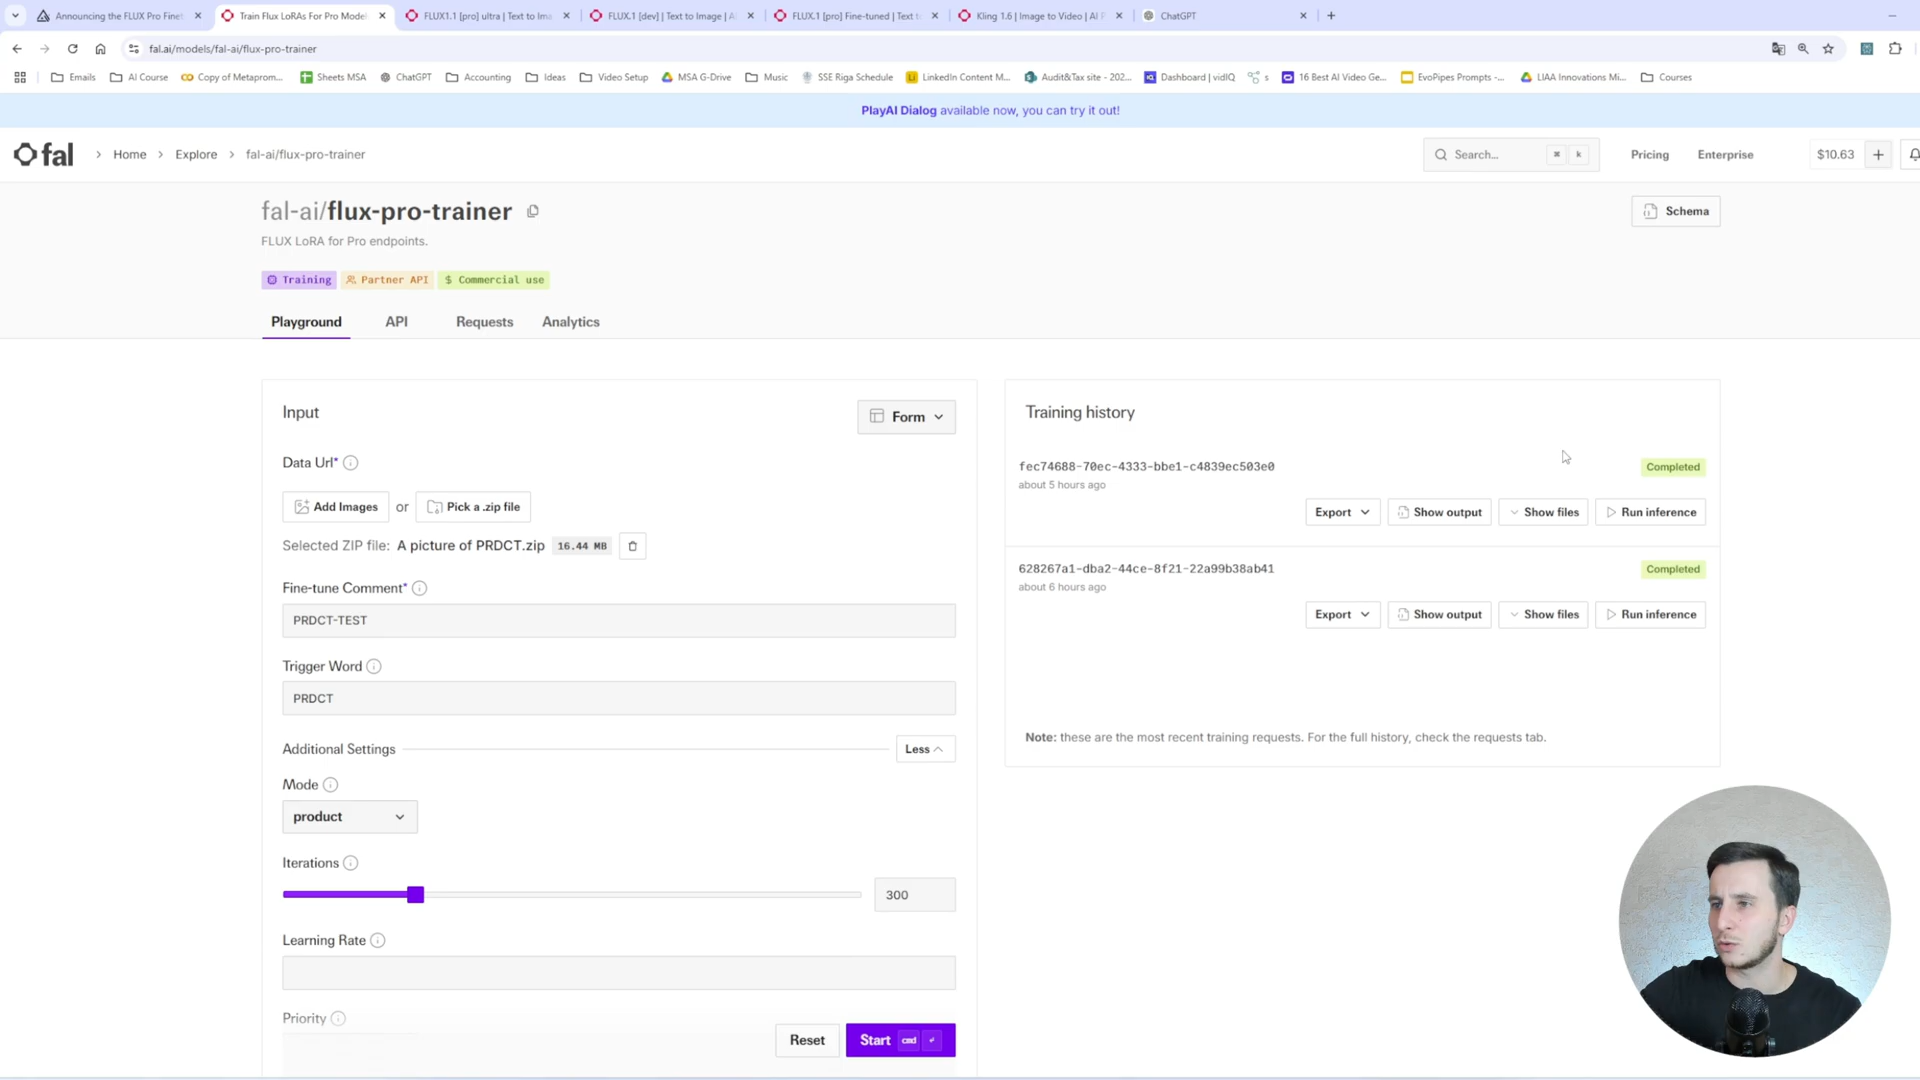 Announcing the FLUX Pro Finet
Train Flux LoRAs For Pro Model
FLUX1.1 [pro] ultra | Text to Ima
FLUX.1 [dev] | Text to Image | AI
FLUX.1 [pro] Fine-tuned | Text t
Kling 1.6 | Image to Video | AI P
ChatGPT
fal.ai/models/fal-ai/flux-pro-trainer
Emails
AI Course
Copy of Metaprom...
Sheets MSA
ChatGPT
Accounting
Ideas
Video Setup
MSA G-Drive
Music
SSE Riga Schedule
LinkedIn Content M...
Audit&Tax site - 202...
Dashboard | vidIQ
s
16 Best AI Video Ge...
EvoPipes Prompts -...
LIAA Innovations Mi...
Courses
PlayAI Dialog available now, you can try it out!
fal
Home
Explore
fal-ai/flux-pro-trainer
Search...
⌘ k
Pricing
Enterprise
$10.63
fal-ai/flux-pro-trainer
Schema
FLUX LoRA for Pro endpoints.
Training
Partner API
$ Commercial use
Playground
API
Requests
Analytics
Input
Form
Data Url*
Add Images or Pick a .zip file
Selected ZIP file: A picture of PRDCT.zip 16.44 MB
Fine-tune Comment*
PRDCT-TEST
Trigger Word
PRDCT
Additional Settings
Less
Mode
product
Iterations
300
Learning Rate
Priority
Reset
Start cmd
Training history
fec74688-70ec-4333-bbe1-c4839ec503e0
Completed
about 5 hours ago
Export
Show output
Show files
Run inference
628267a1-dba2-44ce-8f21-22a99b38ab41
Completed
about 6 hours ago
Export
Show output
Show files
Run inference
Note: these are the most recent training requests. For the full history, check the requests tab.